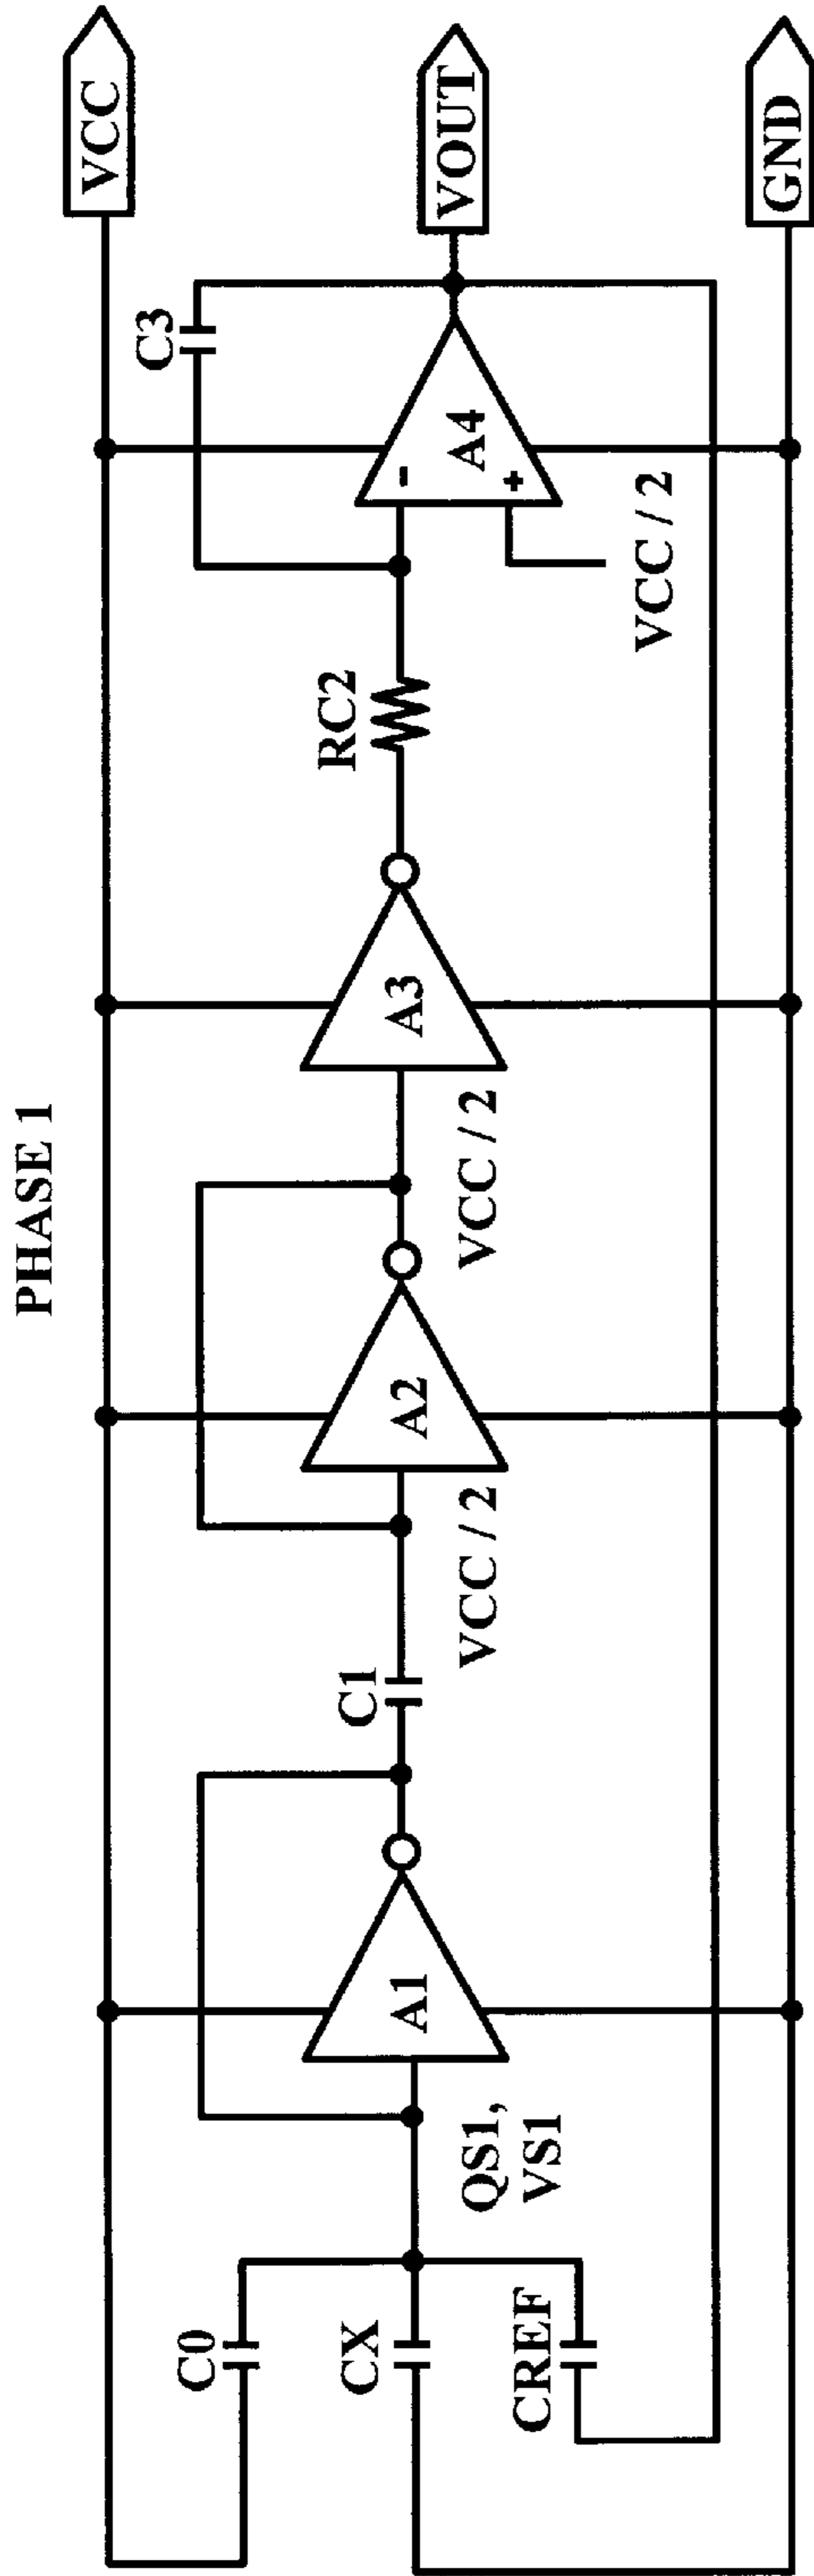 PHASE 1
VCC
C0
CX
CREF
QS1,
VS1
A1
C1
VCC / 2
A2
VCC / 2
A3
RC2
C3
A4
-
+
VCC / 2
VOUT
GND